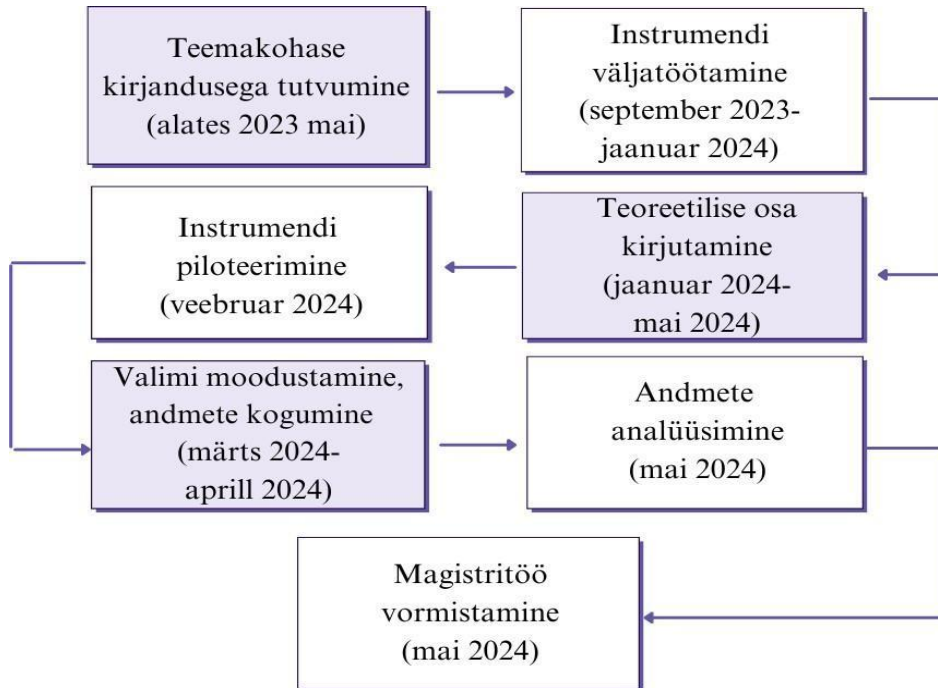 Teemakohase
kirjandusega tutvumine
(alates 2023 mai)
Instrumendi
väljatöötamine
(september 2023-
jaanuar 2024)
Teoreetilise osa
kirjutamine
(jaanuar 2024-
mai 2024)
Instrumendi
piloteerimine
(veebruar 2024)
Valimi moodustamine,
andmete kogumine
(märts 2024-
aprill 2024)
Andmete
analüüsimine
(mai 2024)
Magistritöö
vormistamine
(mai 2024)